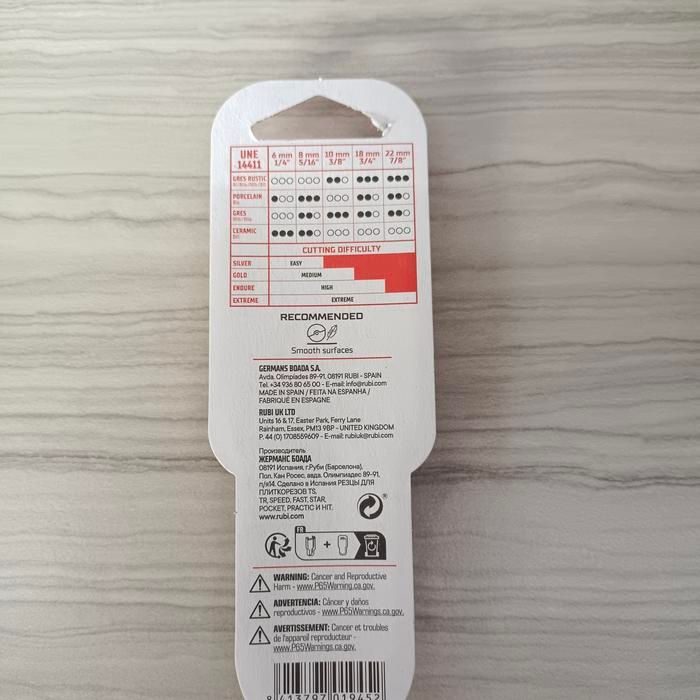 UNE 14411 6 mm 1/4" 8 mm 5/16" 10 mm 3/8" 18 mm 3/4" 22 mm 7/8"
GRES RUSTIC
PORCELAIN
GRES
CERAMIC
CUTTING DIFFICULTY
SILVER EASY
GOLD MEDIUM
ENDURE HIGH
EXTREME EXTREME
RECOMMENDED
Smooth surfaces
GERMANS BOADA S.A.
Avda. Olimpiades 89-91, 08191 RUBI - SPAIN
Tel. +34 936 80 65 00 - E-mail: info@rubi.com
MADE IN SPAIN / FEITA NA ESPANHA /
FABRIQUÉ EN ESPAGNE
RUBI UK LTD
Units 16 & 17, Easter Park, Ferry Lane
Rainham, Essex, PM13 9BP - UNITED KINGDOM
P. 44 (0) 1708559609 - E-mail: rubiuk@rubi.com
Производитель
ЖЕРМАНС БОАДА
08191 Испания, г.Руби (Барселона),
Пол. Кан Росес, авда. Олимпиадес 89-91,
п/я14. Сделано в Испания РЕЗЦЫ ДЛЯ
ПЛИТКОРЕЗОВ TS,
TR, SPEED, FAST, STAR,
POCKET, PRACTIC И HIT.
www.rubi.com
®
FR
+
WARNING: Cancer and Reproductive
Harm - www.P65Warning.ca.gov.
ADVERTENCIA: Cáncer y daños
reproductivos - www.P65Warnings.ca.gov.
AVERTISSEMENT: Cancer et troubles
de l'appareil reproducteur -
www.P65Warnings.ca.gov.
8 413797 019452